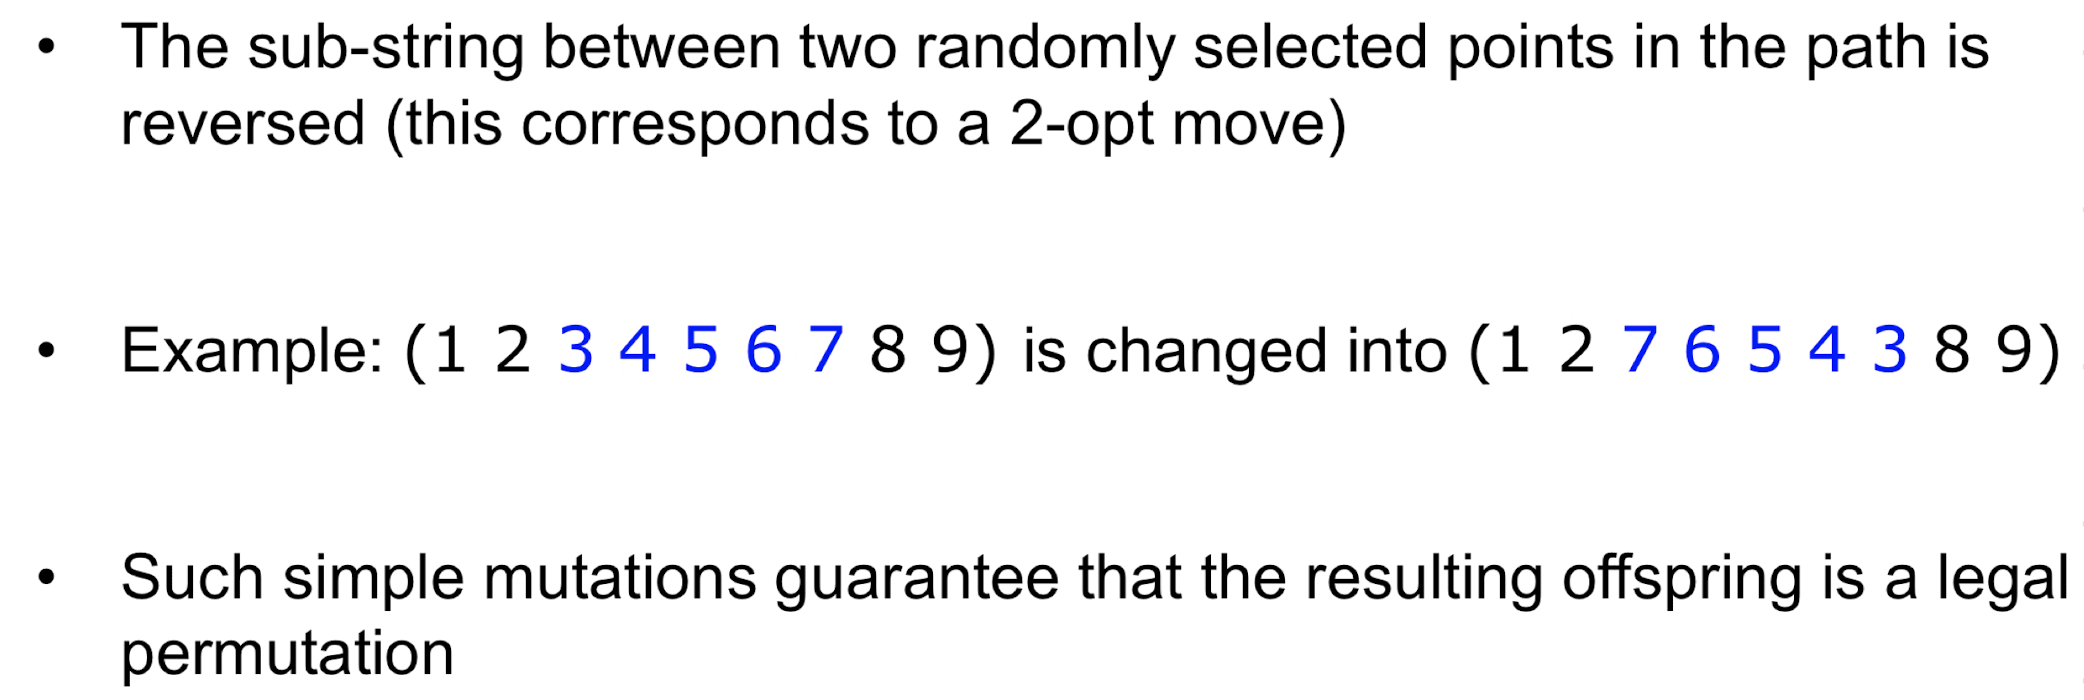 • The sub-string between two randomly selected points in the path is
reversed (this corresponds to a 2-opt move)
• Example: (1 2 3 4 5 6 7 8 9) is changed into (1 2 7 6 5 4 3 8 9)
• Such simple mutations guarantee that the resulting offspring is a legal
permutation